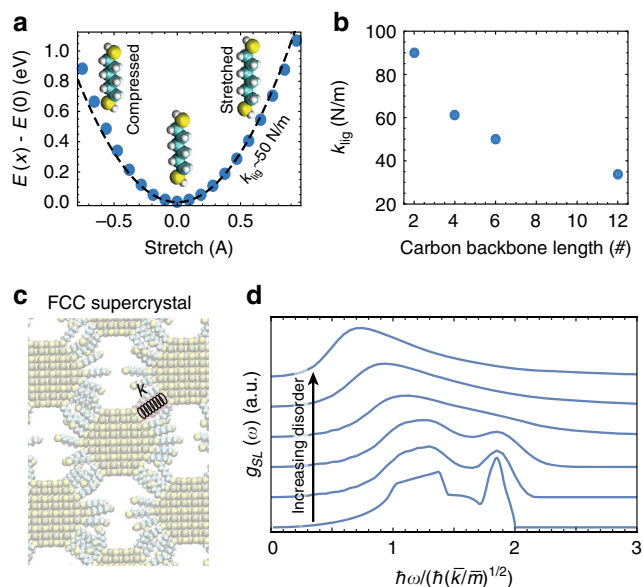 a
E (x) - E (0) (eV)
1.0
0.8
0.6
0.4
0.2
0.0
Compressed
Stretched
k_lig~50 N/m
−0.5
0.0
0.5
Stretch (A)
b
k_lig (N/m)
100
80
60
40
20
2
4
6
8
10
12
Carbon backbone length (#)
c
FCC supercrystal
k
d
g_SL (ω) (a.u.)
Increasing disorder
0
1
2
3
ħω/(ħ(k̅/m̅)^1/2)